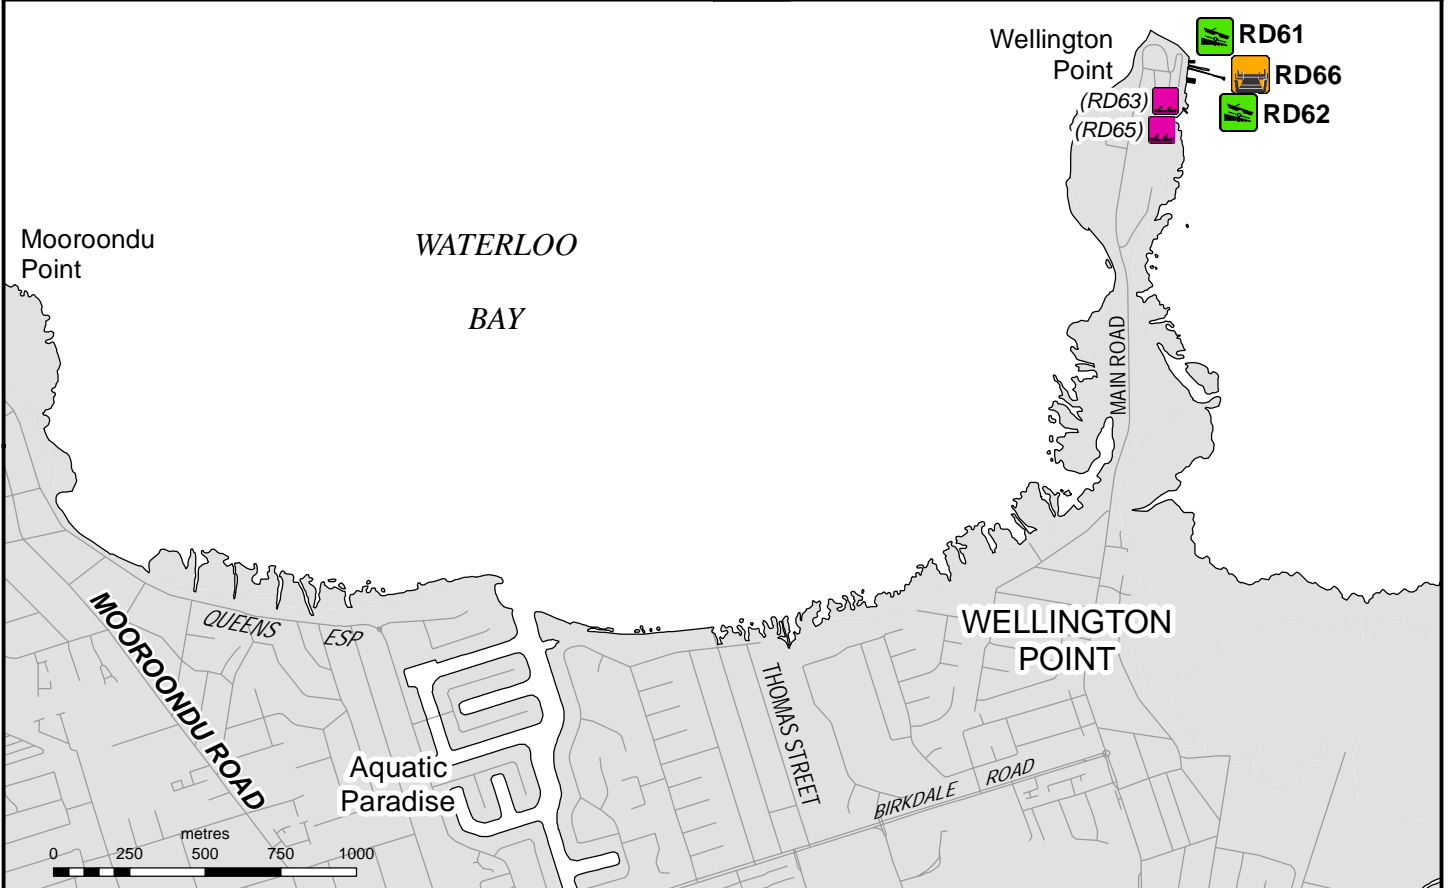 Wellington
Point
RD61
RD66
(RD63)
RD62
(RD65)
Mooroondu
Point
WATERLOO
BAY
MAIN ROAD
QUEENS ESP
MOOROONDU ROAD
WELLINGTON
POINT
THOMAS STREET
Aquatic
Paradise
BIRKDALE ROAD
metres
0 250 500 750 1000